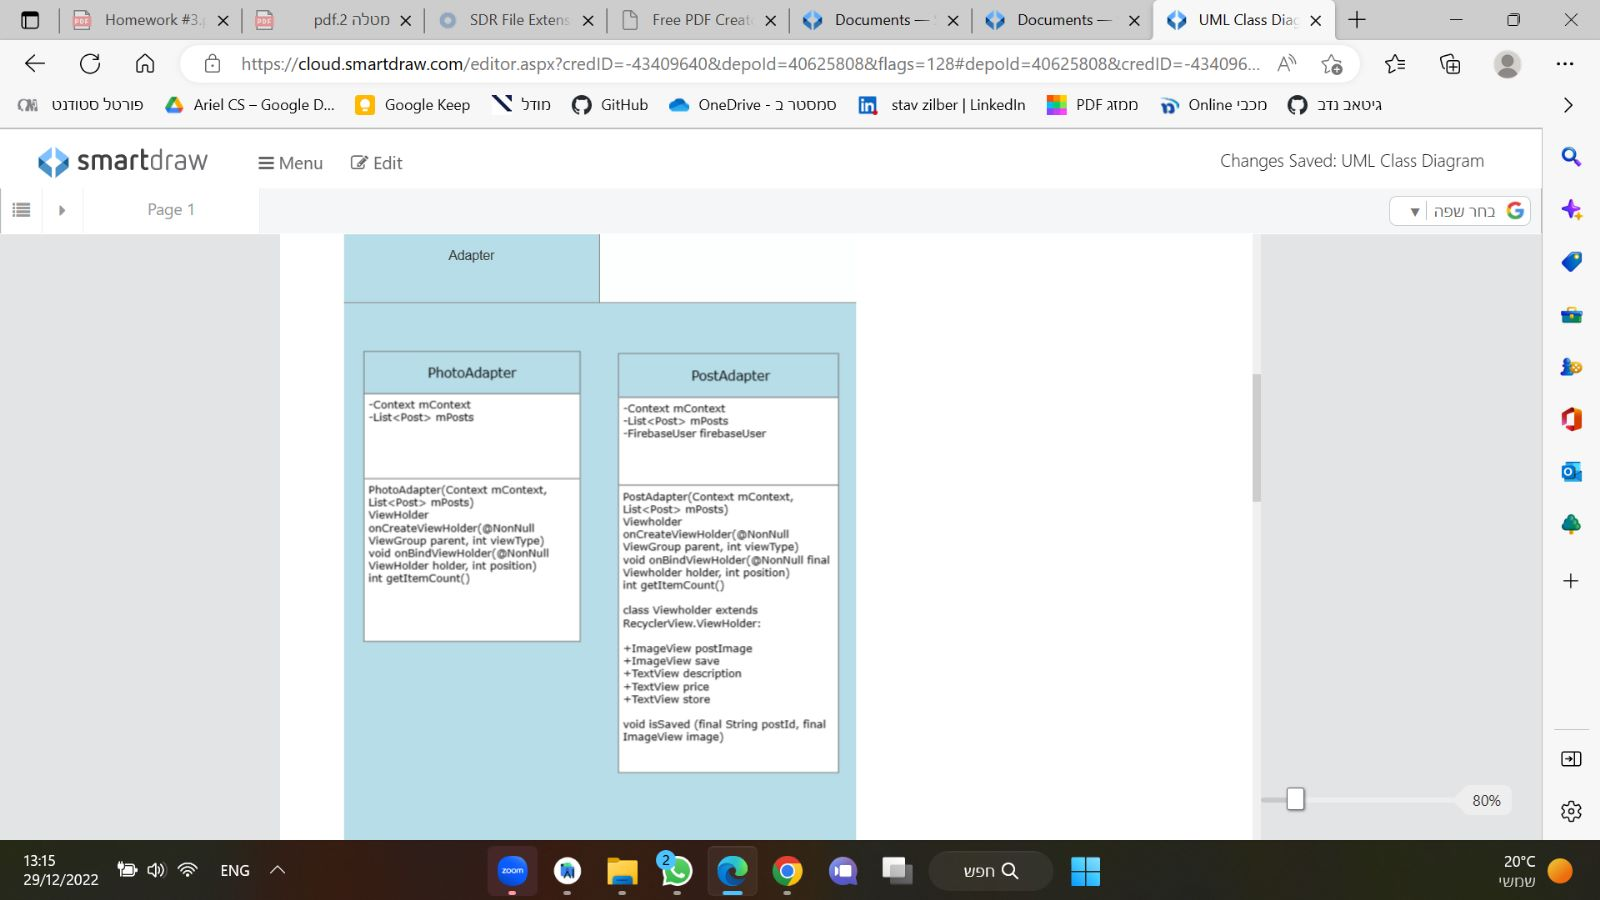 Homework #3.p
מטלה 2.pdf
SDR File Extens
Free PDF Creat
Documents —
Documents —
UML Class Diag
https://cloud.smartdraw.com/editor.aspx?credID=-43409640&depoId=40625808&flags=128#depoId=40625808&credID=-434096...
פורטל סטודנט
Ariel CS – Google D...
Google Keep
מודל
GitHub
OneDrive - סמסטר ב
stav zilber | LinkedIn
ממזג PDF
מכבי Online
גיטאב נדב
smartdraw
Menu
Edit
Changes Saved: UML Class Diagram
Page 1
בחר שפה
Adapter
PhotoAdapter
-Context mContext
-List<Post> mPosts
PhotoAdapter(Context mContext,
List<Post> mPosts)
ViewHolder
onCreateViewHolder(@NonNull
ViewGroup parent, int viewType)
void onBindViewHolder(@NonNull
ViewHolder holder, int position)
int getItemCount()
PostAdapter
-Context mContext
-List<Post> mPosts
-FirebaseUser firebaseUser
PostAdapter(Context mContext,
List<Post> mPosts)
Viewholder
onCreateViewHolder(@NonNull
ViewGroup parent, int viewType)
void onBindViewHolder(@NonNull final
Viewholder holder, int position)
int getItemCount()
class Viewholder extends
RecyclerView.ViewHolder:
+ImageView postImage
+ImageView save
+TextView description
+TextView price
+TextView store
void isSaved (final String postId, final
ImageView image)
80%
13:15
29/12/2022
ENG
zoom
2
חפש
20°C
שמשי